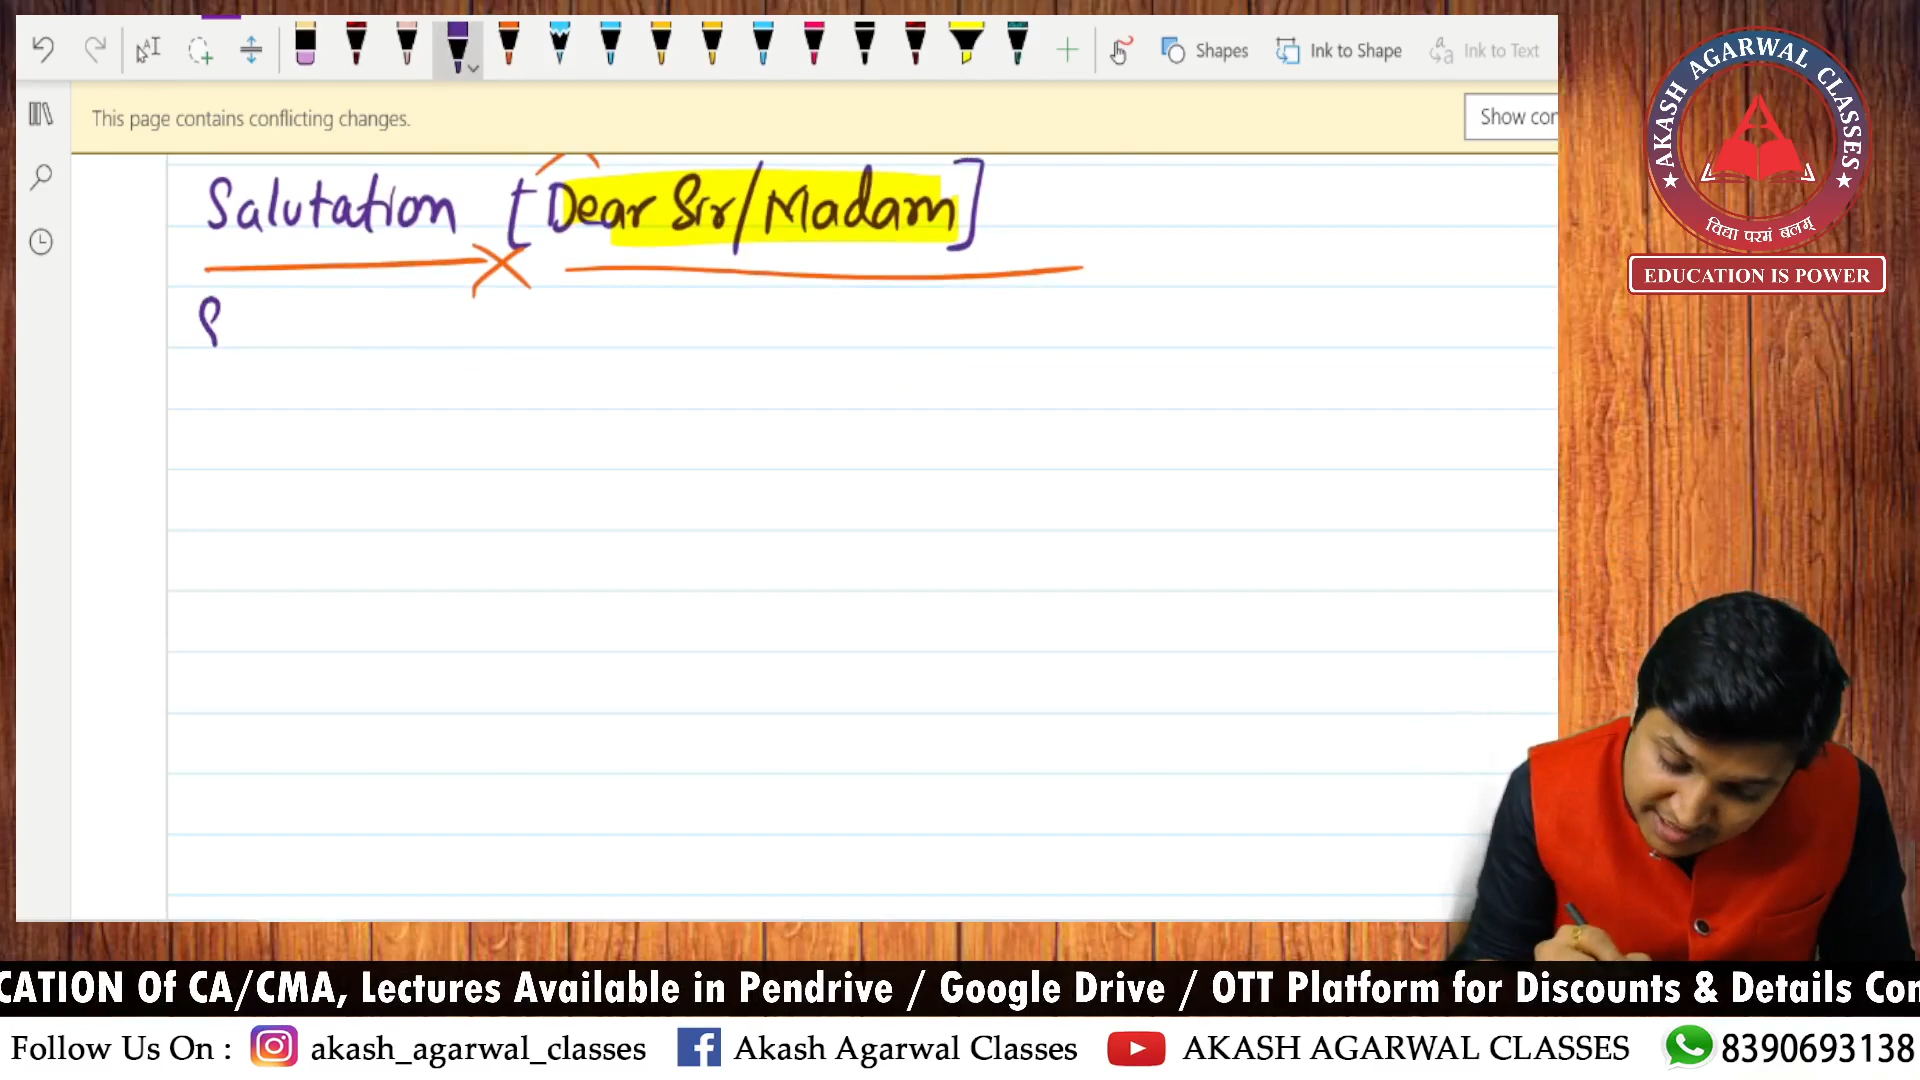 Shapes Ink to Shape Ink to Text
This page contains conflicting changes.
Show con
Salutation [Dear Sir/Madam]
AKASH AGARWAL CLASSES
विद्या परमं बलम्
EDUCATION IS POWER
CATION Of CA/CMA, Lectures Available in Pendrive / Google Drive / OTT Platform for Discounts & Details Con
Follow Us On : akash_agarwal_classes Akash Agarwal Classes AKASH AGARWAL CLASSES 8390693138